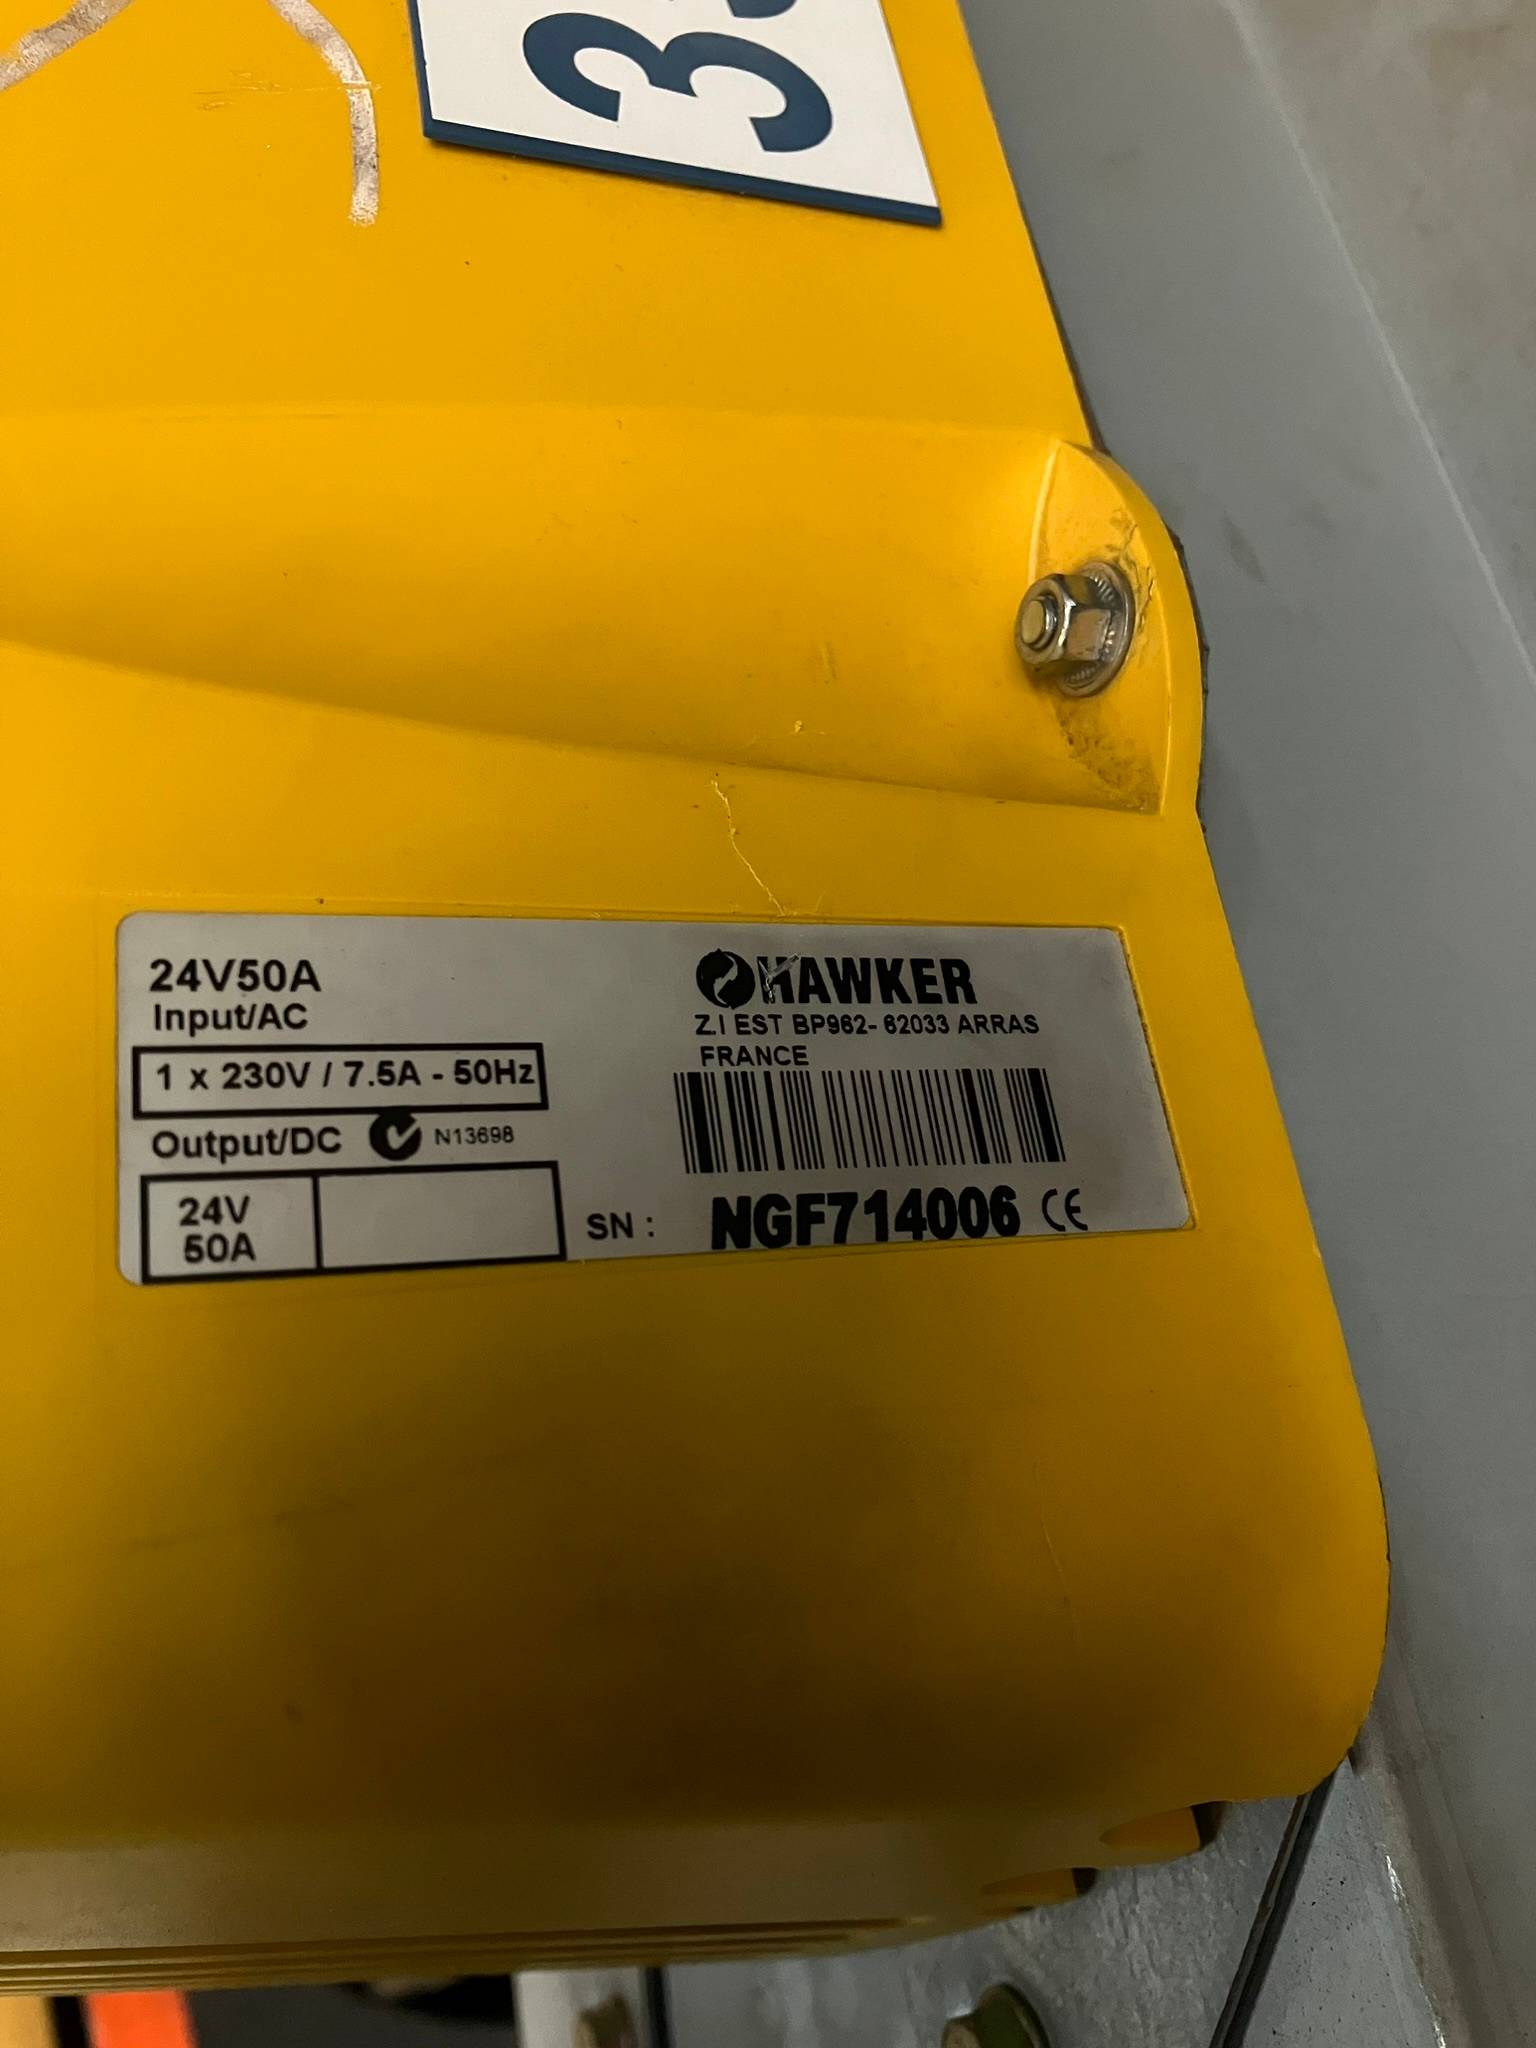 3
24V50A
Input/AC
1 x 230V / 7.5A - 50Hz
Output/DC N13698
24V
50A
HAWKER
Z.I EST BP962- 62033 ARRAS
FRANCE
SN : NGF714006 CE